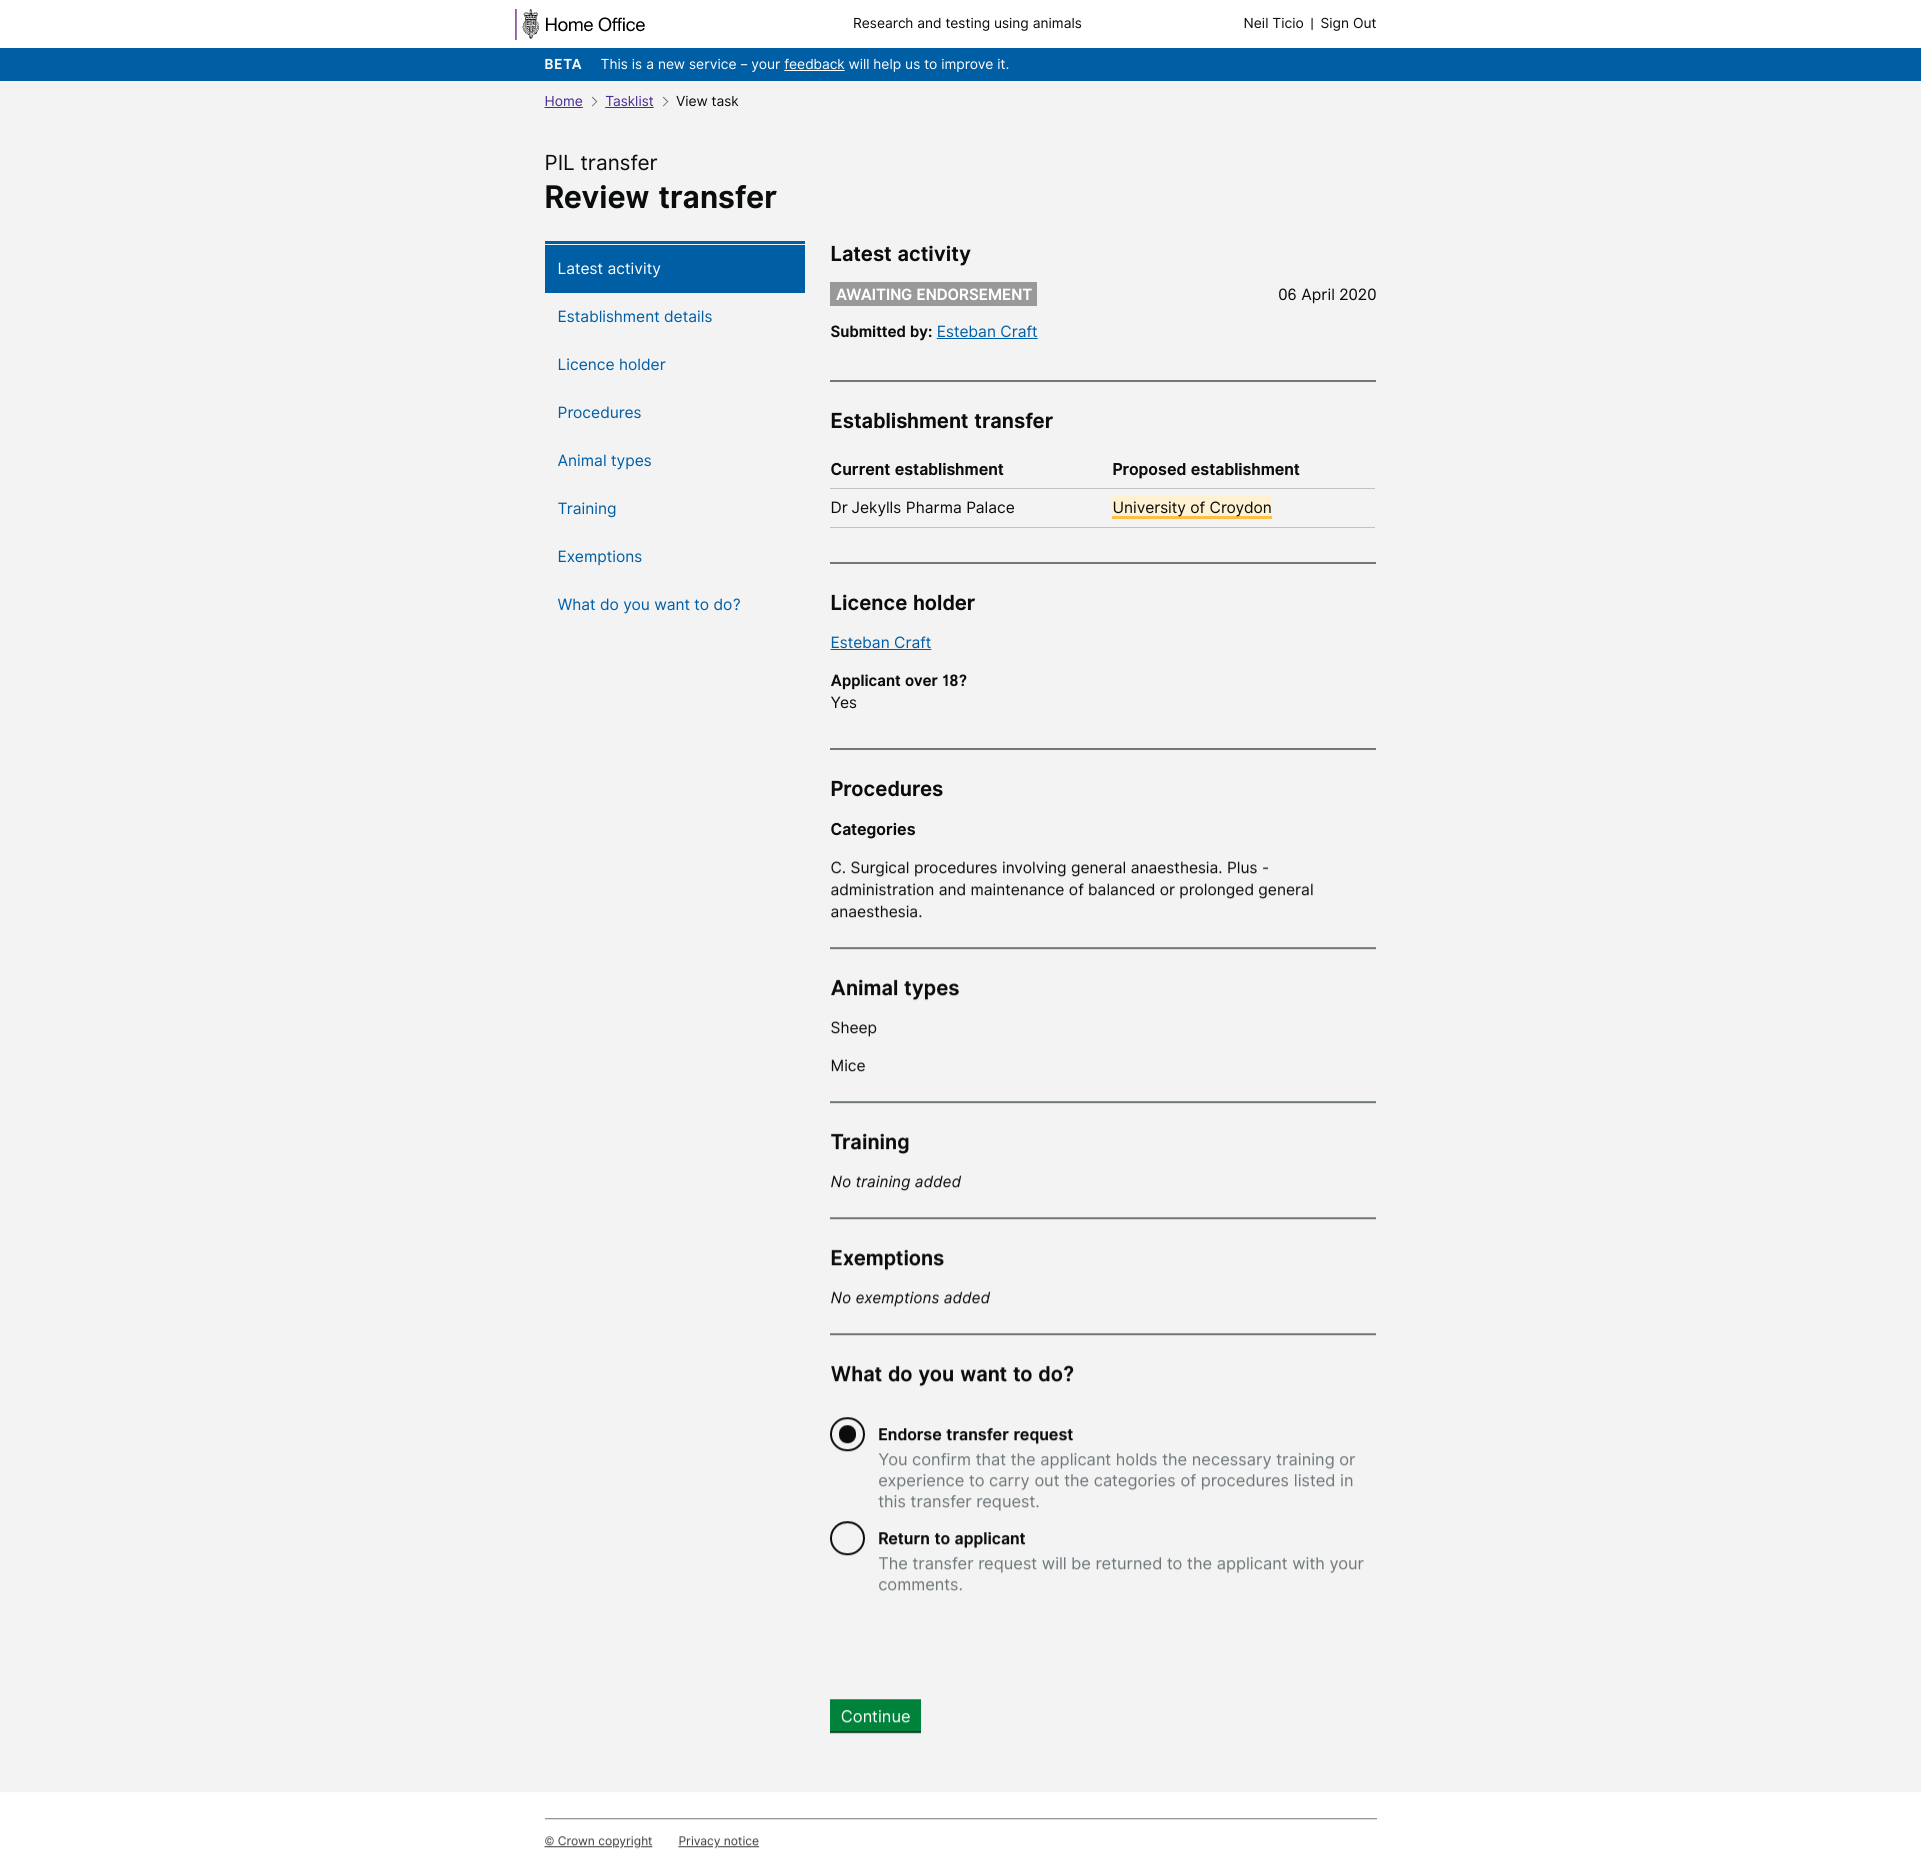 Home Office
Research and testing using animals
Neil Ticio | Sign Out
BETA This is a new service – your feedback will help us to improve it.
Home > Tasklist > View task
PIL transfer
Review transfer
Latest activity
Establishment details
Licence holder
Procedures
Animal types
Training
Exemptions
What do you want to do?
Latest activity
AWAITING ENDORSEMENT 06 April 2020
Submitted by: Esteban Craft
Establishment transfer
Current establishment Proposed establishment
Dr Jekylls Pharma Palace University of Croydon
Licence holder
Esteban Craft
Applicant over 18?
Yes
Procedures
Categories
C. Surgical procedures involving general anaesthesia. Plus -
administration and maintenance of balanced or prolonged general
anaesthesia.
Animal types
Sheep
Mice
Training
No training added
Exemptions
No exemptions added
What do you want to do?
Endorse transfer request
You confirm that the applicant holds the necessary training or
experience to carry out the categories of procedures listed in
this transfer request.
Return to applicant
The transfer request will be returned to the applicant with your
comments.
Continue
© Crown copyright Privacy notice